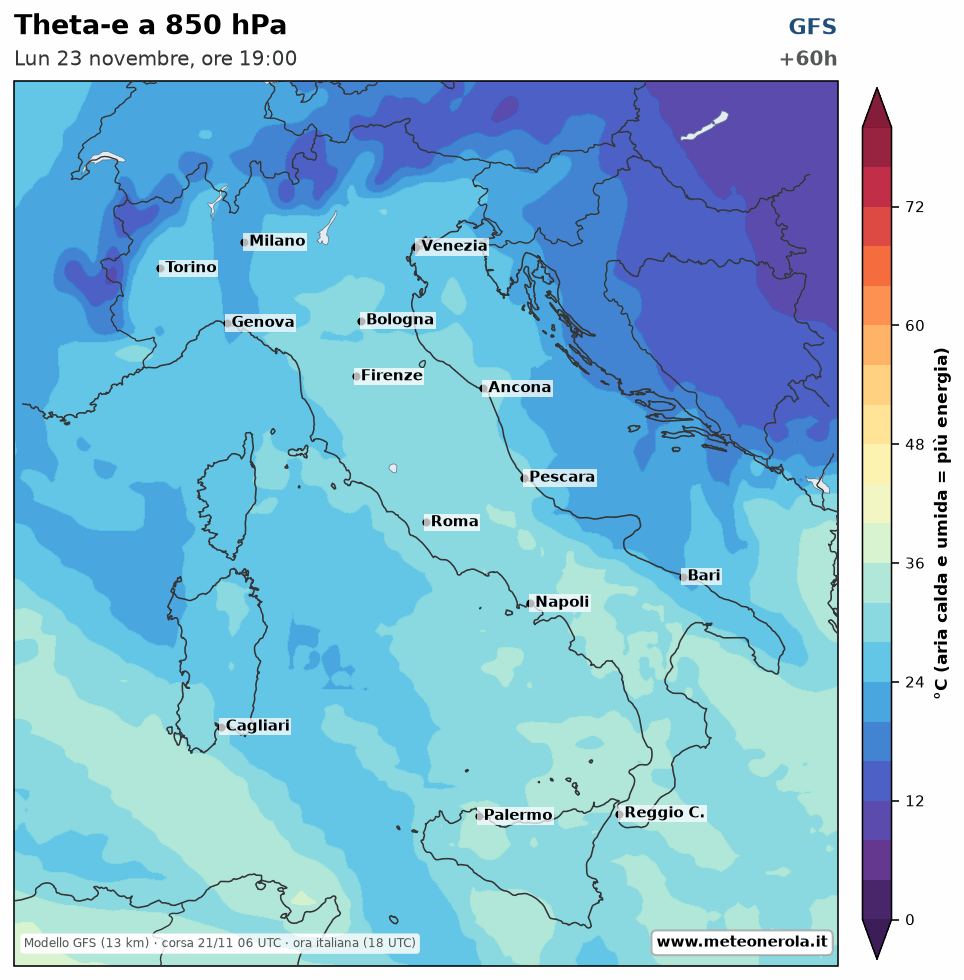 Theta-e a 850 hPa
GFS
Lun 23 novembre, ore 19:00
+60h
Milano
Venezia
Torino
Genova
Bologna
Firenze
Ancona
Pescara
Roma
Bari
Napoli
Cagliari
Palermo
Reggio C.
72
60
48
36
24
12
0
°C (aria calda e umida = più energia)
Modello GFS (13 km) · corsa 21/11 06 UTC · ora italiana (18 UTC)
www.meteonerola.it